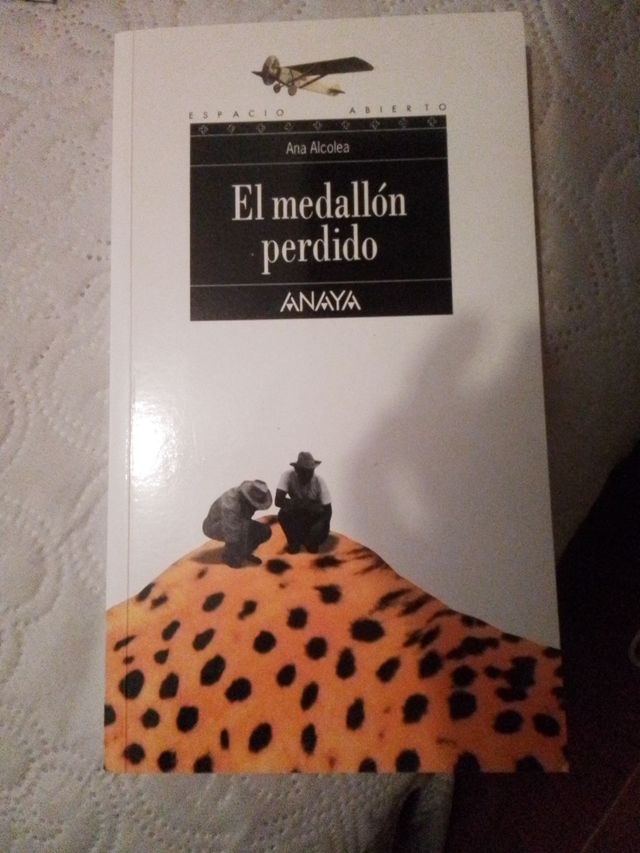 ESPACIO ABIERTO
Ana Alcolea
El medallón
perdido
ANAYA